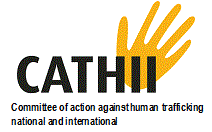 CATHII
Committee of action againsthuman trafficking
national and international